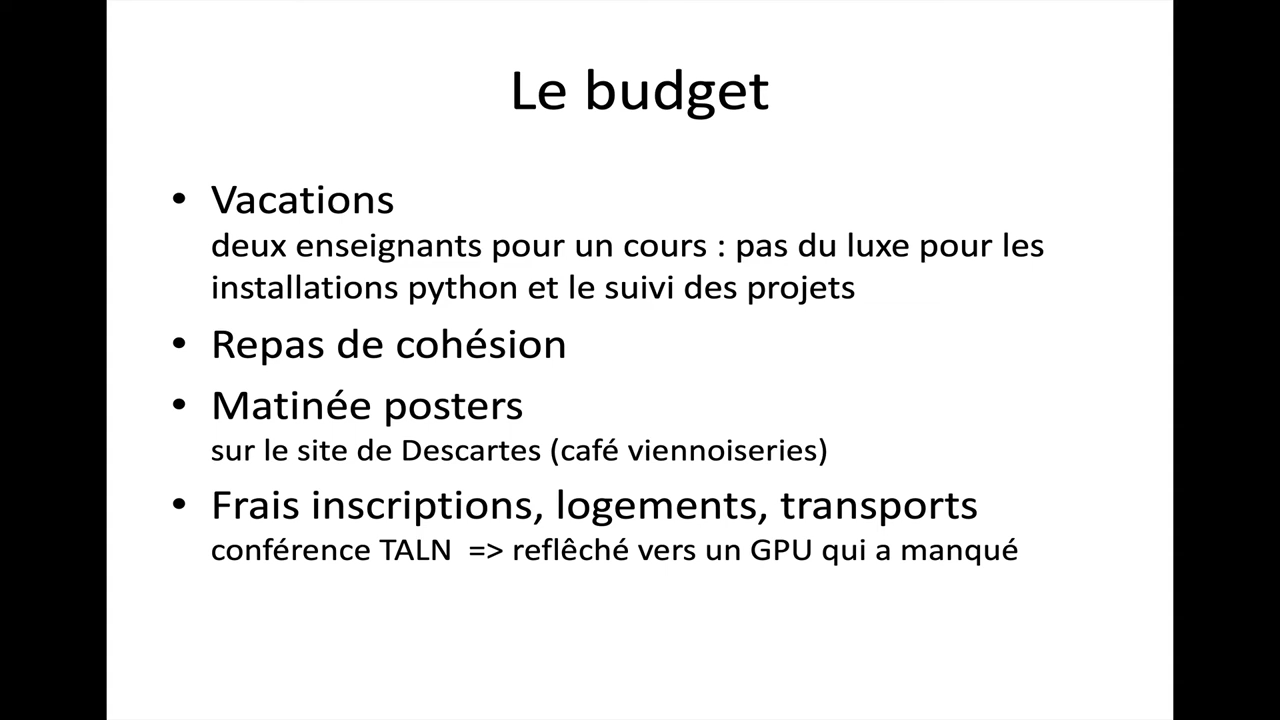 Le budget
• Vacations
deux enseignants pour un cours : pas du luxe pour les
installations python et le suivi des projets
• Repas de cohésion
• Matinée posters
sur le site de Descartes (café viennoiseries)
• Frais inscriptions, logements, transports
conférence TALN => reflêché vers un GPU qui a manqué